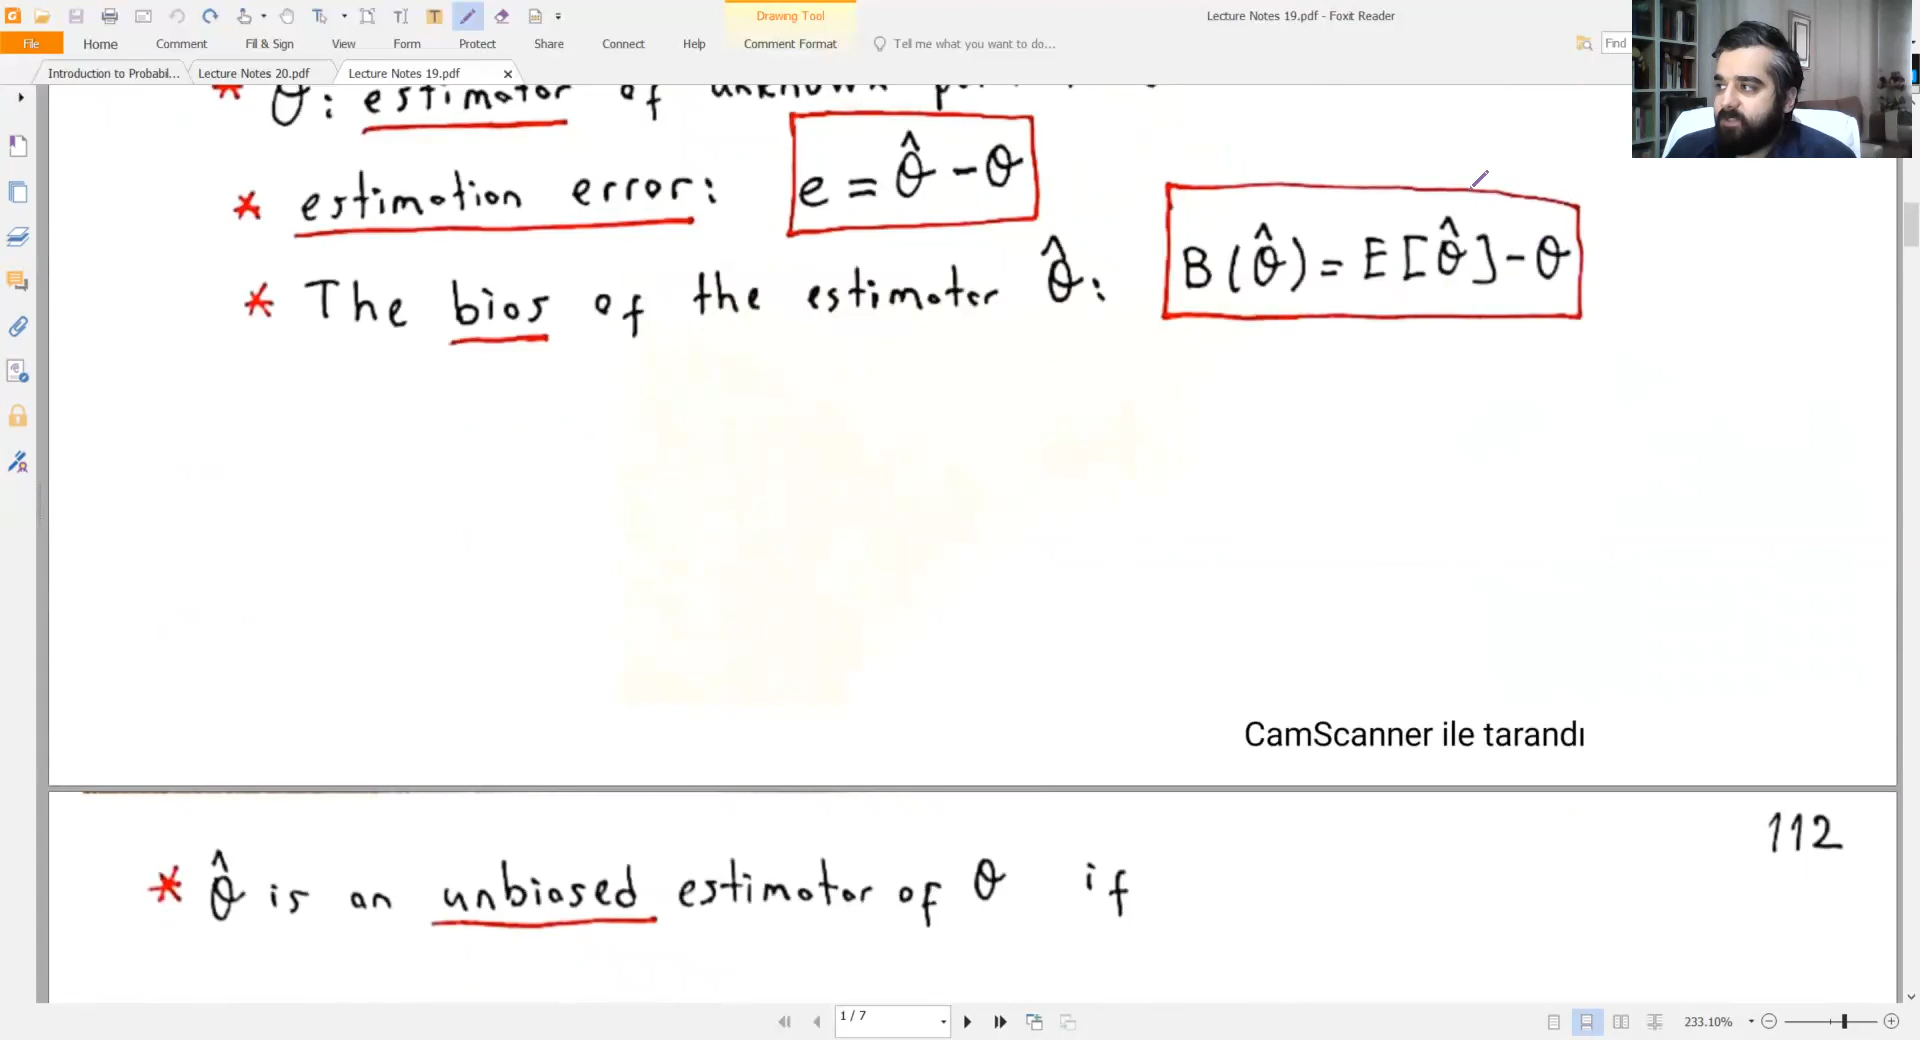 Drawing Tool
Lecture Notes 19.pdf - Foxit Reader
File Home Comment Fill & Sign View Form Protect Share Connect Help Comment Format Tell me what you want to do... Find
Introduction to Probabil... Lecture Notes 20.pdf Lecture Notes 19.pdf
* θ̂: estimator of unknown
* estimation error: e = θ̂ - θ
* The bias of the estimator θ̂: B(θ̂) = E[θ̂] - θ
CamScanner ile tarandı
112
* θ̂ is an unbiased estimator of θ if
1 / 7
233.10%